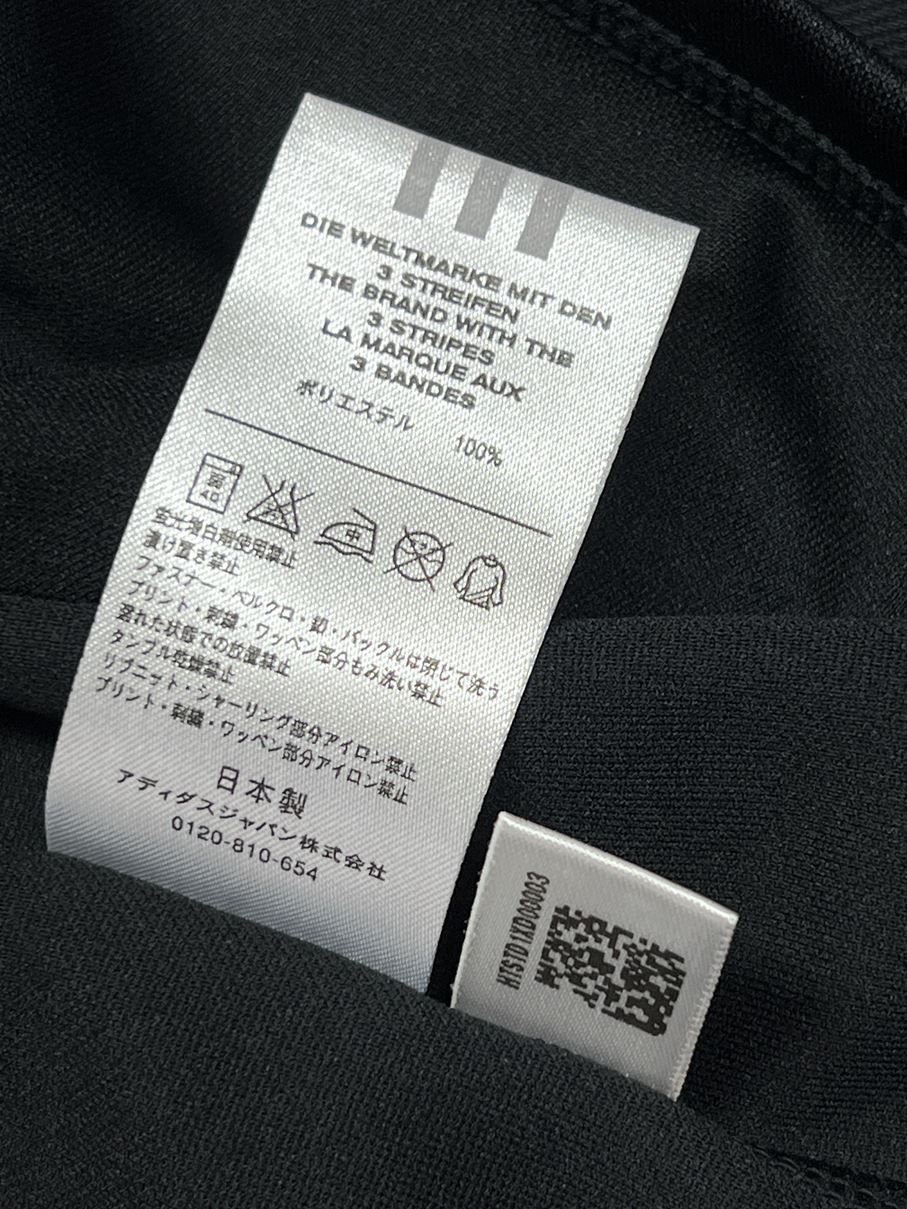 DIE WELTMARKE MIT DEN
3 STREIFEN
THE BRAND WITH THE
3 STRIPES
LA MARQUE AUX
3 BANDES
ポリエステル 100%
弱
40
中
蛍光増白剤使用禁止
漬け置き禁止
ファスナー・ベルクロ・釦・バックルは閉じて洗う
プリント・刺繍・ワッペン部分もみ洗い禁止
濡れた状態での放置禁止
タンブル乾燥禁止
リブニット・シャーリング部分アイロン禁止
プリント・刺繍・ワッペン部分アイロン禁止
日本製
アディダスジャパン株式会社
0120-810-654
H1S1D1XD00003